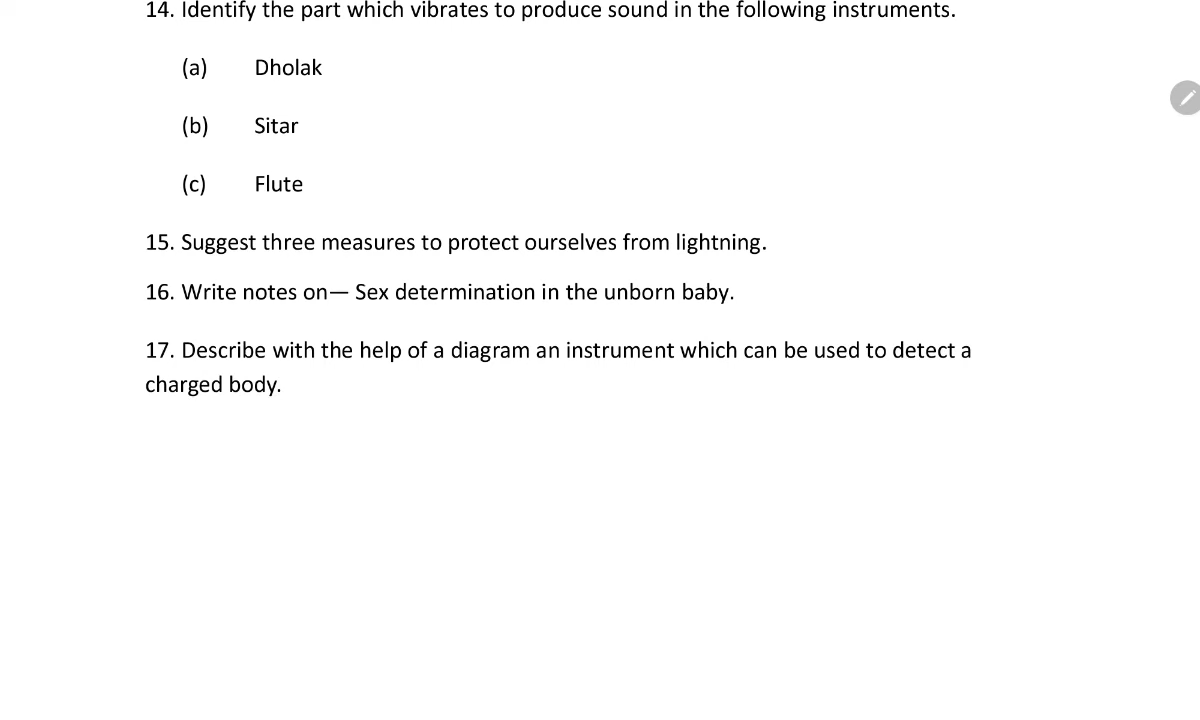 14. Identify the part which vibrates to produce sound in the following instruments.
(a) Dholak
(b) Sitar
(c) Flute
15. Suggest three measures to protect ourselves from lightning.
16. Write notes on— Sex determination in the unborn baby.
17. Describe with the help of a diagram an instrument which can be used to detect a
charged body.